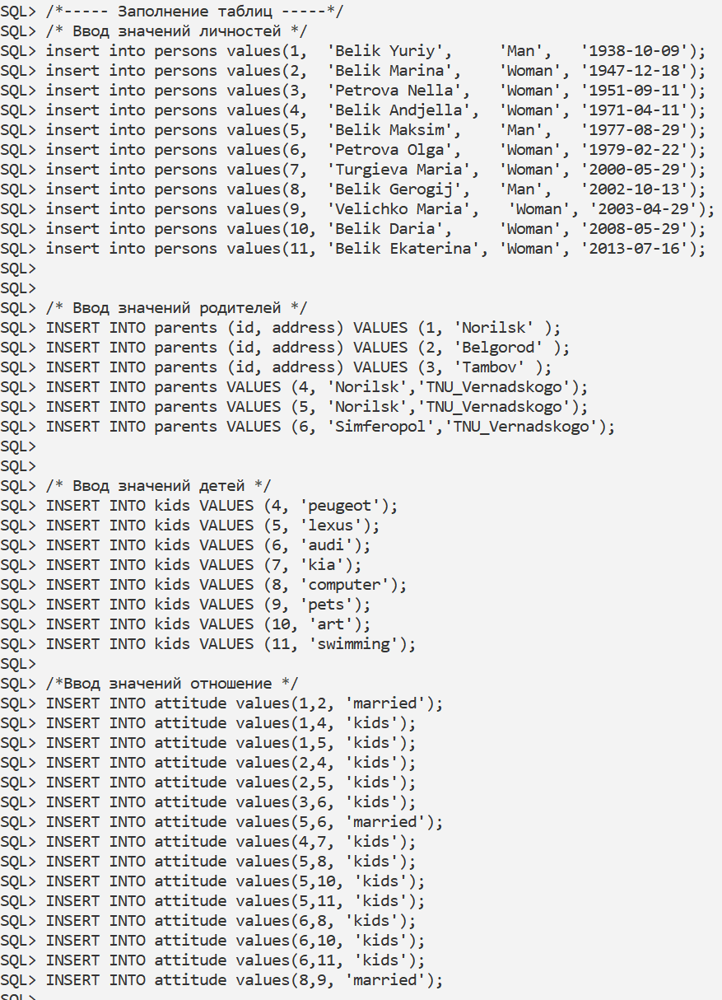 SQL> /*----- Заполнение таблиц -----*/
SQL> /* Ввод значений личностей */
SQL> insert into persons values(1,  'Belik Yuriy',     'Man',   '1938-10-09');
SQL> insert into persons values(2,  'Belik Marina',    'Woman', '1947-12-18');
SQL> insert into persons values(3,  'Petrova Nella',   'Woman', '1951-09-11');
SQL> insert into persons values(4,  'Belik Andjella',  'Woman', '1971-04-11');
SQL> insert into persons values(5,  'Belik Maksim',    'Man',   '1977-08-29');
SQL> insert into persons values(6,  'Petrova Olga',    'Woman', '1979-02-22');
SQL> insert into persons values(7,  'Turgieva Maria',  'Woman', '2000-05-29');
SQL> insert into persons values(8,  'Belik Gerogij',   'Man',   '2002-10-13');
SQL> insert into persons values(9,  'Velichko Maria',   'Woman', '2003-04-29');
SQL> insert into persons values(10, 'Belik Daria',     'Woman', '2008-05-29');
SQL> insert into persons values(11, 'Belik Ekaterina', 'Woman', '2013-07-16');
SQL>
SQL>
SQL> /* Ввод значений родителей */
SQL> INSERT INTO parents (id, address) VALUES (1, 'Norilsk' );
SQL> INSERT INTO parents (id, address) VALUES (2, 'Belgorod' );
SQL> INSERT INTO parents (id, address) VALUES (3, 'Tambov' );
SQL> INSERT INTO parents VALUES (4, 'Norilsk','TNU_Vernadskogo');
SQL> INSERT INTO parents VALUES (5, 'Norilsk','TNU_Vernadskogo');
SQL> INSERT INTO parents VALUES (6, 'Simferopol','TNU_Vernadskogo');
SQL>
SQL>
SQL> /* Ввод значений детей */
SQL> INSERT INTO kids VALUES (4, 'peugeot');
SQL> INSERT INTO kids VALUES (5, 'lexus');
SQL> INSERT INTO kids VALUES (6, 'audi');
SQL> INSERT INTO kids VALUES (7, 'kia');
SQL> INSERT INTO kids VALUES (8, 'computer');
SQL> INSERT INTO kids VALUES (9, 'pets');
SQL> INSERT INTO kids VALUES (10, 'art');
SQL> INSERT INTO kids VALUES (11, 'swimming');
SQL>
SQL> /*Ввод значений отношение */
SQL> INSERT INTO attitude values(1,2, 'married');
SQL> INSERT INTO attitude values(1,4, 'kids');
SQL> INSERT INTO attitude values(1,5, 'kids');
SQL> INSERT INTO attitude values(2,4, 'kids');
SQL> INSERT INTO attitude values(2,5, 'kids');
SQL> INSERT INTO attitude values(3,6, 'kids');
SQL> INSERT INTO attitude values(5,6, 'married');
SQL> INSERT INTO attitude values(4,7, 'kids');
SQL> INSERT INTO attitude values(5,8, 'kids');
SQL> INSERT INTO attitude values(5,10, 'kids');
SQL> INSERT INTO attitude values(5,11, 'kids');
SQL> INSERT INTO attitude values(6,8, 'kids');
SQL> INSERT INTO attitude values(6,10, 'kids');
SQL> INSERT INTO attitude values(6,11, 'kids');
SQL> INSERT INTO attitude values(8,9, 'married');
SQL>